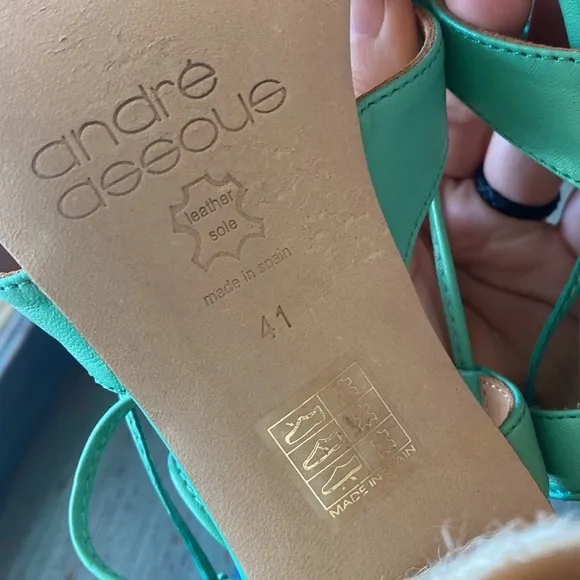 andré
assous
leather
sole
made in spain
41
MADE IN SPAIN